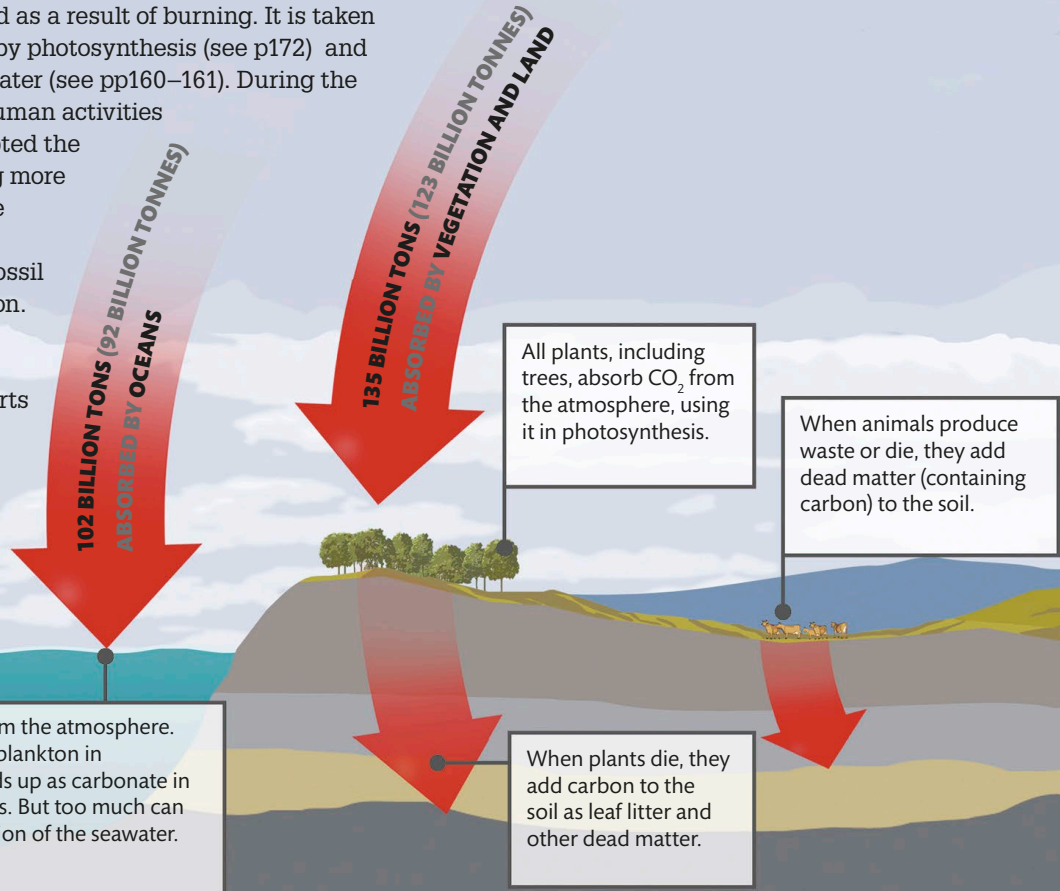 d as a result of burning. It is taken
by photosynthesis (see p172) and
ater (see pp160–161). During the
uman activities
ted the
g more
e
ossil
on.
rts
102 BILLION TONS (92 BILLION TONNES)
ABSORBED BY OCEANS
135 BILLION TONS (123 BILLION TONNES)
ABSORBED BY VEGETATION AND LAND
All plants, including
trees, absorb CO₂ from
the atmosphere, using
it in photosynthesis.
When animals produce
waste or die, they add
dead matter (containing
carbon) to the soil.
m the atmosphere.
plankton in
ls up as carbonate in
s. But too much can
ion of the seawater.
When plants die, they
add carbon to the
soil as leaf litter and
other dead matter.